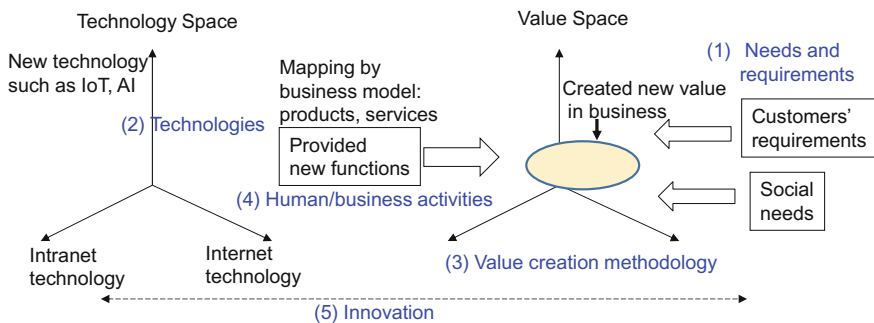 Technology Space
New technology
such as IoT, AI
(2) Technologies
Intranet
technology
Internet
technology
Mapping by
business model:
products, services
Provided
new functions
(4) Human/business activities
Value Space
Created new value
in business
(1) Needs and
requirements
Customers’
requirements
Social
needs
(3) Value creation methodology
(5) Innovation